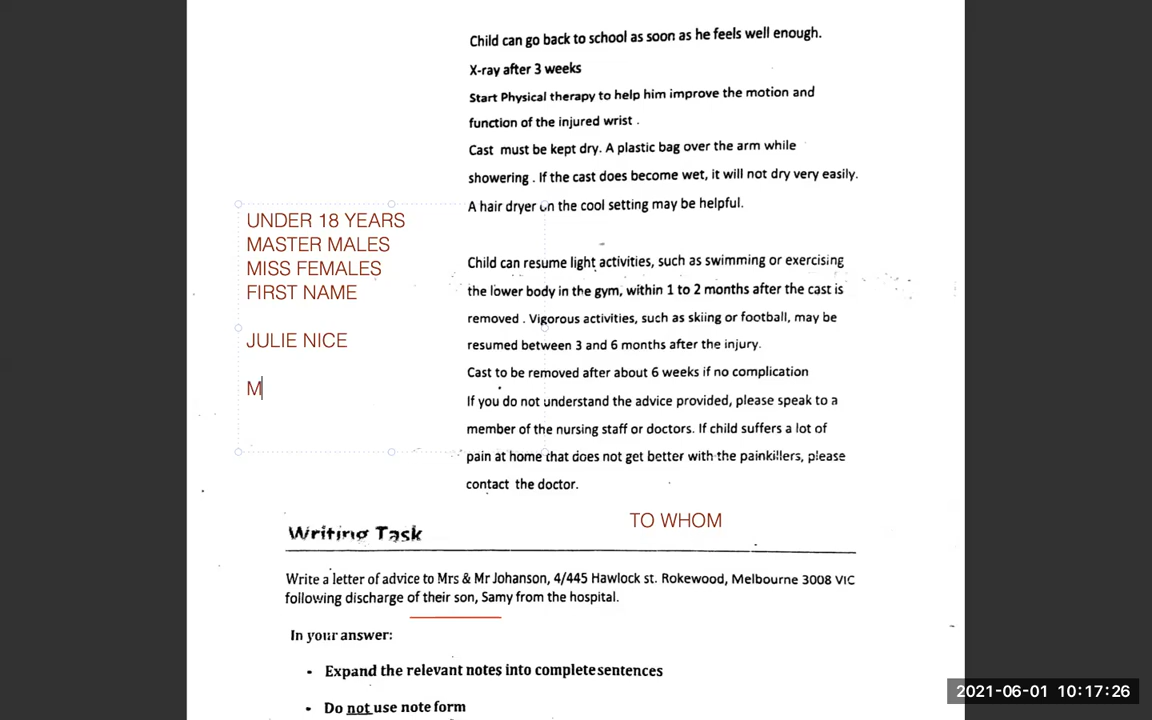 Child can go back to school as soon as he feels well enough.
X-ray after 3 weeks
Start Physical therapy to help him improve the motion and
function of the injured wrist .
Cast must be kept dry. A plastic bag over the arm while
showering . If the cast does become wet, it will not dry very easily.
A hair dryer on the cool setting may be helpful.
UNDER 18 YEARS
MASTER MALES
MISS FEMALES
FIRST NAME
JULIE NICE
M
Child can resume light activities, such as swimming or exercising
the lower body in the gym, within 1 to 2 months after the cast is
removed . Vigorous activities, such as skiing or football, may be
resumed between 3 and 6 months after the injury.
Cast to be removed after about 6 weeks if no complication
If you do not understand the advice provided, please speak to a
member of the nursing staff or doctors. If child suffers a lot of
pain at home that does not get better with the painkillers, please
contact the doctor.
TO WHOM
Writing Task
Write a letter of advice to Mrs & Mr Johanson, 4/445 Hawlock st. Rokewood, Melbourne 3008 VIC
following discharge of their son, Samy from the hospital.
In your answer:
• Expand the relevant notes into complete sentences
• Do not use note form
2021-06-01 10:17:26